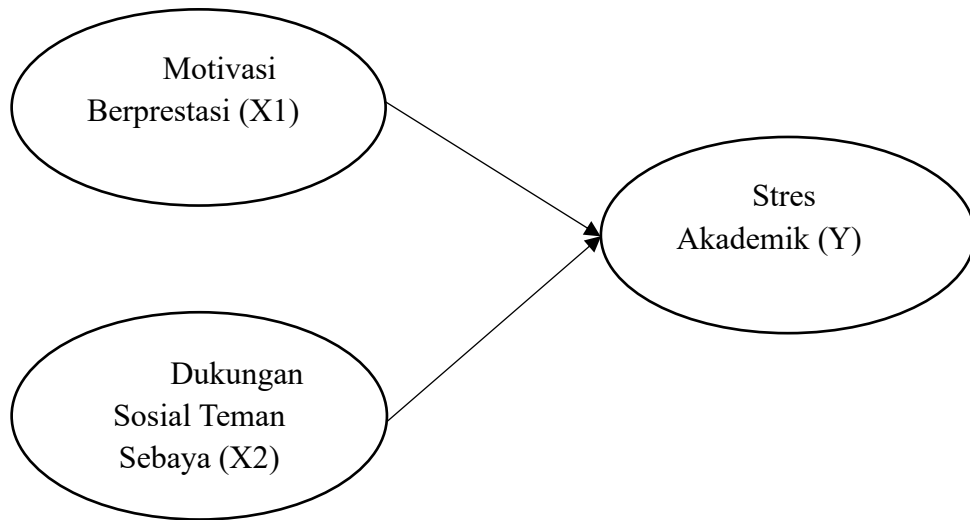 Motivasi
Berprestasi (X1)
Stres
Akademik (Y)
Dukungan
Sosial Teman
Sebaya (X2)